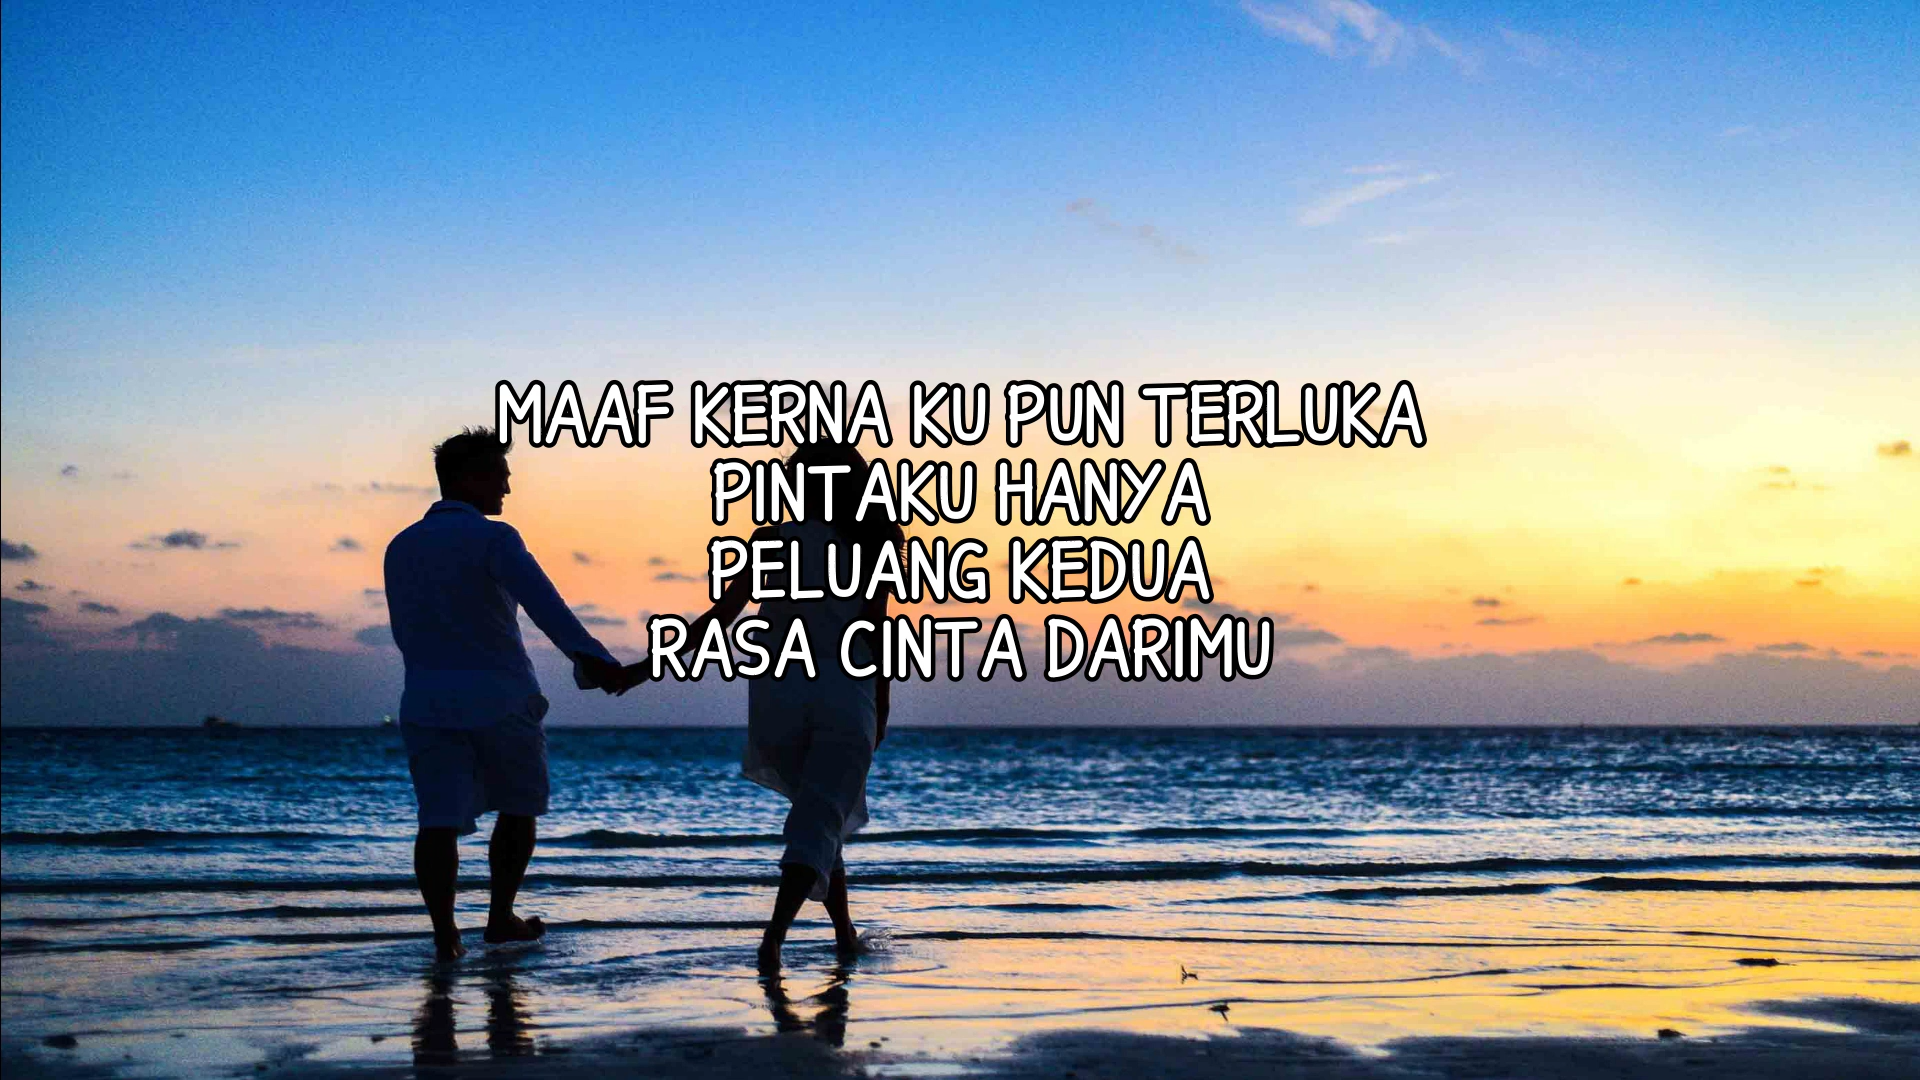 MAAF KERNA KU PUN TERLUKA
PINTAKU HANYA
PELUANG KEDUA
RASA CINTA DARIMU